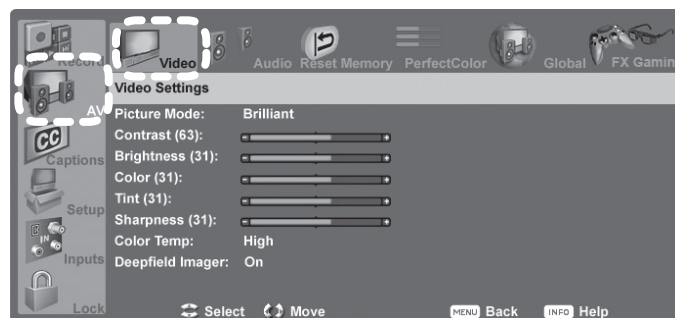 Record
Video
Audio
Reset Memory
PerfectColor
Global
FX Gamin
AV
Video Settings
Picture Mode: Brilliant
Contrast (63):
Brightness (31):
Color (31):
Tint (31):
Sharpness (31):
Color Temp: High
Deepfield Imager: On
CC
Captions
Setup
IN
Inputs
Lock
Select Move MENU Back INFO Help